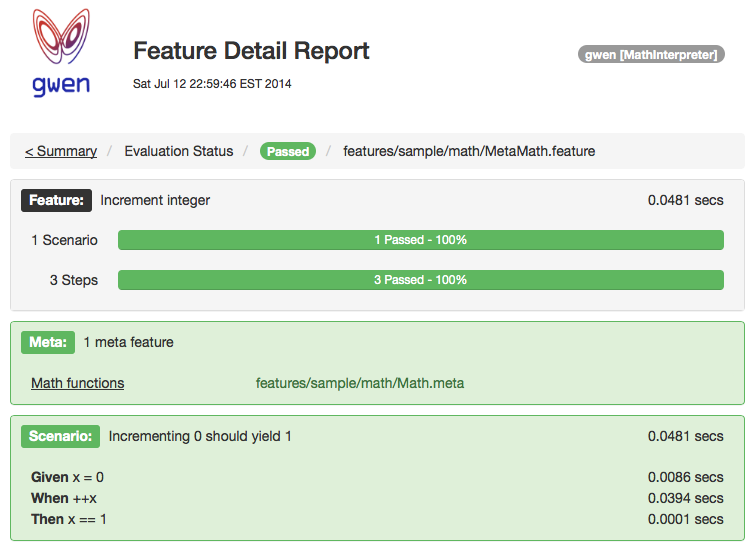 gwen
Feature Detail Report
gwen [MathInterpreter]
Sat Jul 12 22:59:46 EST 2014
< Summary / Evaluation Status / Passed / features/sample/math/MetaMath.feature
Feature: Increment integer 0.0481 secs
1 Scenario 1 Passed - 100%
3 Steps 3 Passed - 100%
Meta: 1 meta feature
Math functions features/sample/math/Math.meta
Scenario: Incrementing 0 should yield 1 0.0481 secs
Given x = 0 0.0086 secs
When ++x 0.0394 secs
Then x == 1 0.0001 secs